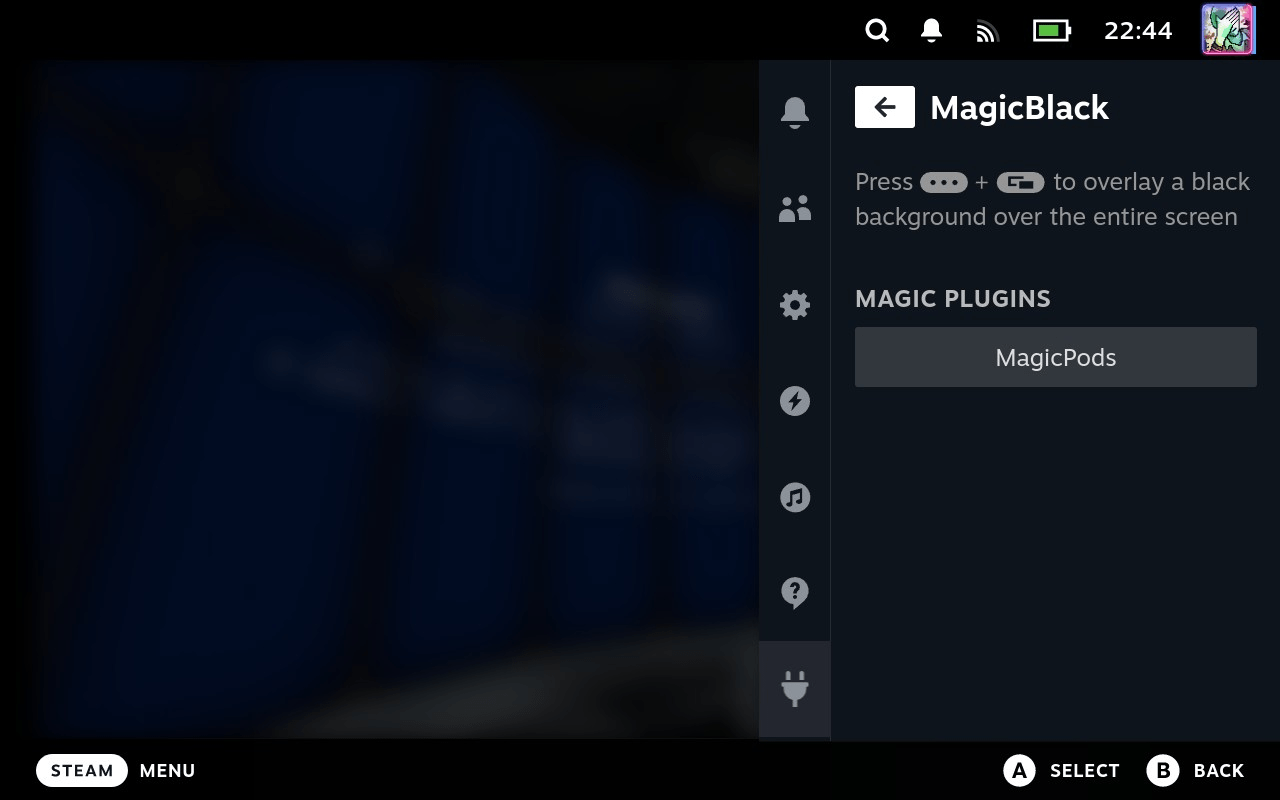 22:44
MagicBlack
Press ••• + to overlay a black
background over the entire screen
MAGIC PLUGINS
MagicPods
STEAM MENU
A SELECT B BACK